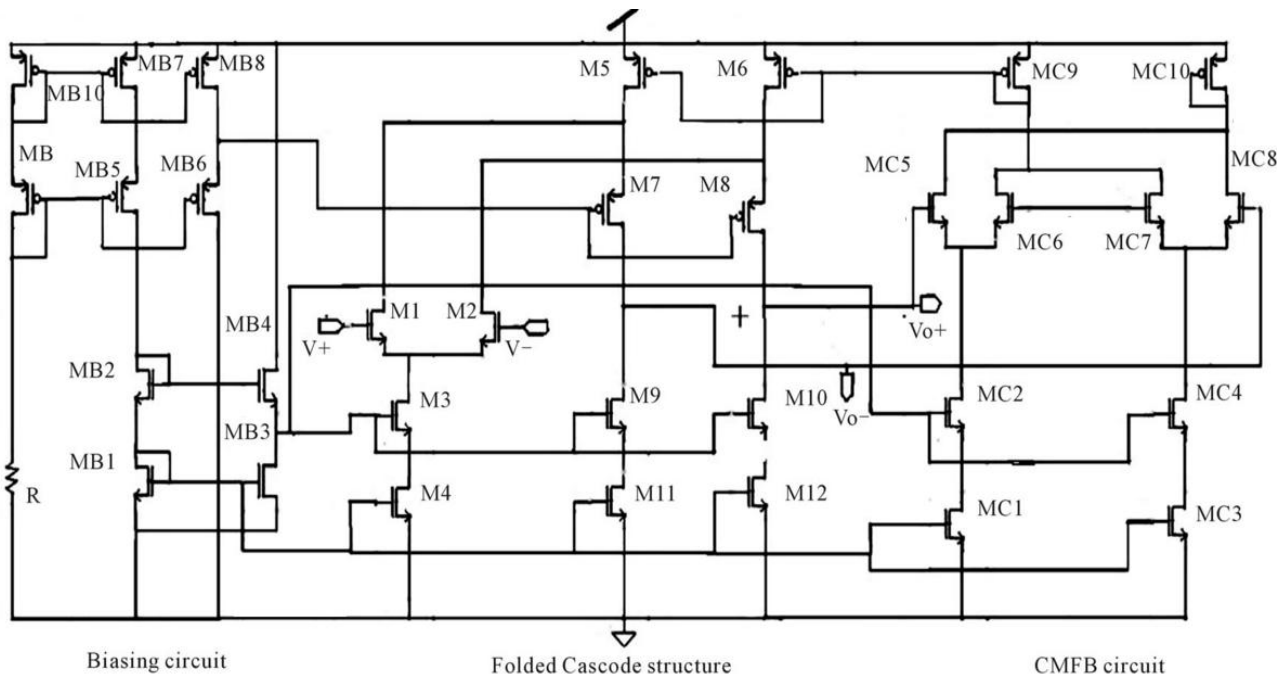 MB10
MB7
MB8
M5
M6
MC9
MC10
MB
MB5
MB6
M7
M8
MC5
MC6
MC7
MC8
MB4
V+
M1
M2
V−
+
Vo+
Vo−
MB2
MB3
M3
M9
M10
MC2
MC4
R
MB1
M4
M11
M12
MC1
MC3
Biasing circuit
Folded Cascode structure
CMFB circuit